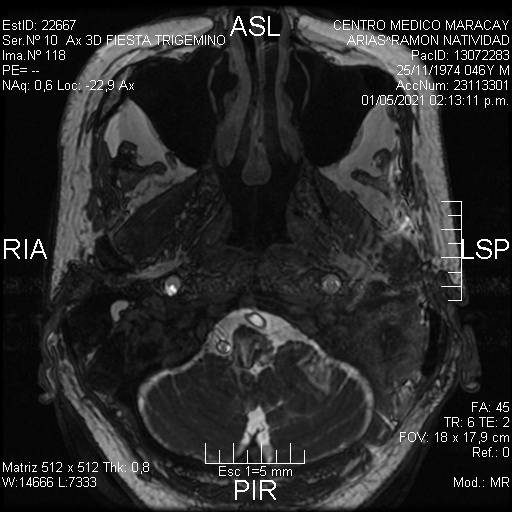 EstID: 22667
Ser.Nº 10 Ax 3D FIESTA TRIGEMINO
Ima.Nº 118
PE= --
NAq: 0,6 Loc: -22,9 Ax
ASL
CENTRO MEDICO MARACAY
ARIAS^RAMON NATIVIDAD
PacID: 13072283
25/11/1974 046Y M
AccNum: 23113301
01/05/2021 02:13:11 p.m.
RIA
LSP
Matriz 512 x 512 Thk: 0,8
W:14666 L:7333
Esc 1=5 mm
PIR
FA: 45
TR: 6 TE: 2
FOV: 18 x 17,9 cm
Ref.: 0
Mod.: MR